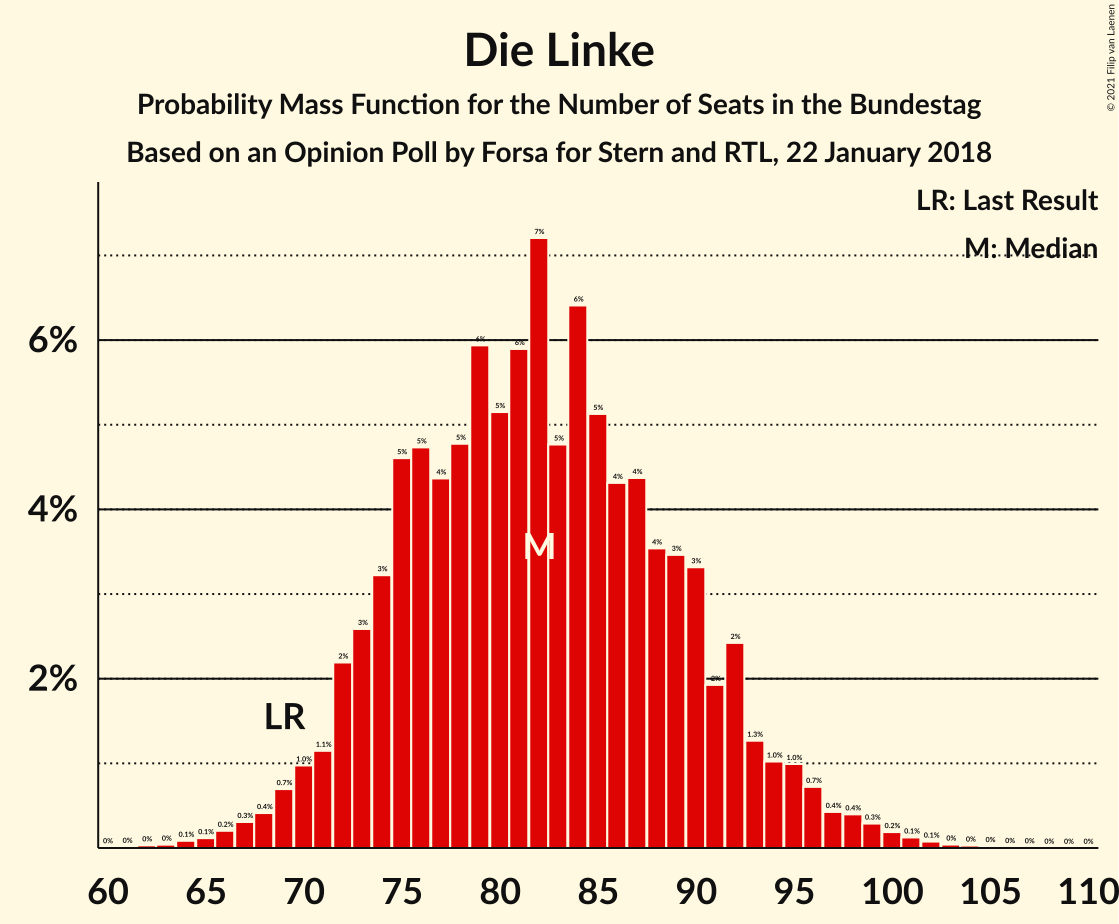 Die Linke
Probability Mass Function for the Number of Seats in the Bundestag
Based on an Opinion Poll by Forsa for Stern and RTL, 22 January 2018
© 2021 Filip van Laenen
LR: Last Result
M: Median
6%
4%
2%
0% 0% 0% 0% 0.1% 0.1% 0.2% 0.3% 0.4% 0.7% 1.0% 1.1% 2% 3% 3% 5% 5% 4% 5% 6% 5% 6% 7% 5% 6% 5% 4% 4% 4% 3% 3% 2% 2% 1.3% 1.0% 1.0% 0.7% 0.4% 0.4% 0.3% 0.2% 0.1% 0.1% 0% 0% 0% 0% 0% 0% 0% 0%
M
LR
60 65 70 75 80 85 90 95 100 105 110